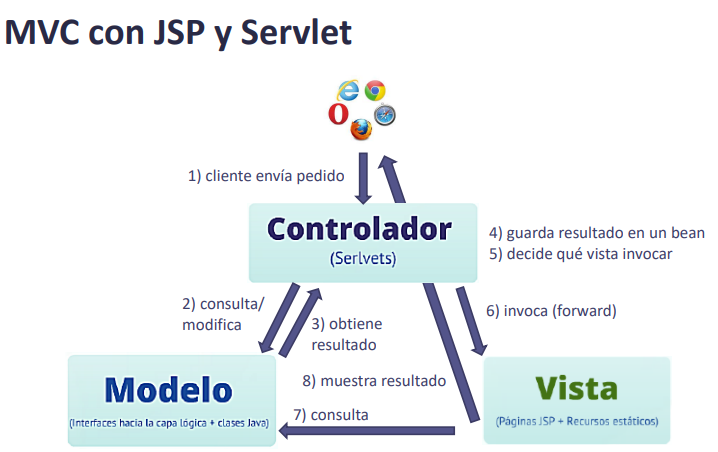 MVC con JSP y Servlet
1) cliente envía pedido
Controlador
(Serlvets)
4) guarda resultado en un bean
5) decide qué vista invocar
2) consulta/
modifica
3) obtiene
resultado
6) invoca (forward)
Modelo
(Interfaces hacia la capa lógica + clases Java)
8) muestra resultado
7) consulta
Vista
(Páginas JSP + Recursos estáticos)